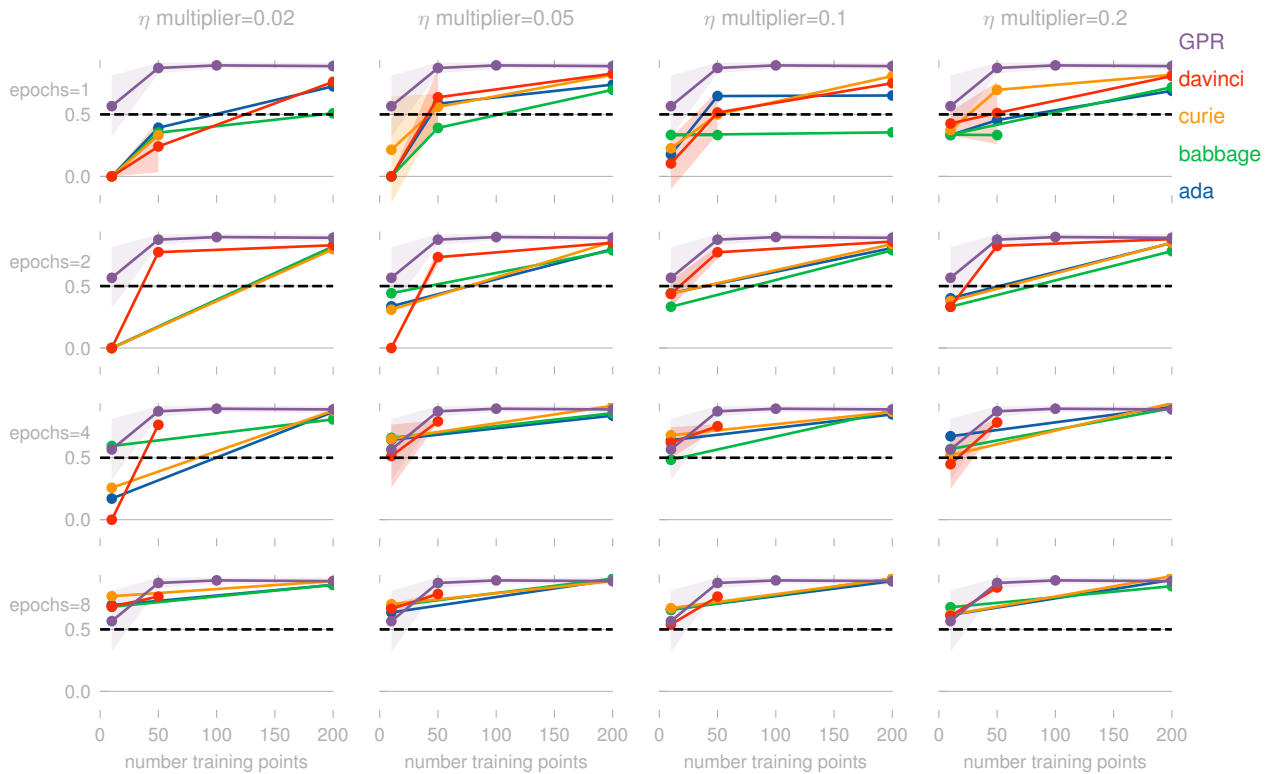 η multiplier=0.02
η multiplier=0.05
η multiplier=0.1
η multiplier=0.2
GPR
davinci
curie
babbage
ada
epochs=1
0.5
0.0
epochs=2
0.5
0.0
epochs=4
0.5
0.0
epochs=8
0.5
0.0
0 50 100 150 200
0 50 100 150 200
0 50 100 150 200
0 50 100 150 200
number training points
number training points
number training points
number training points